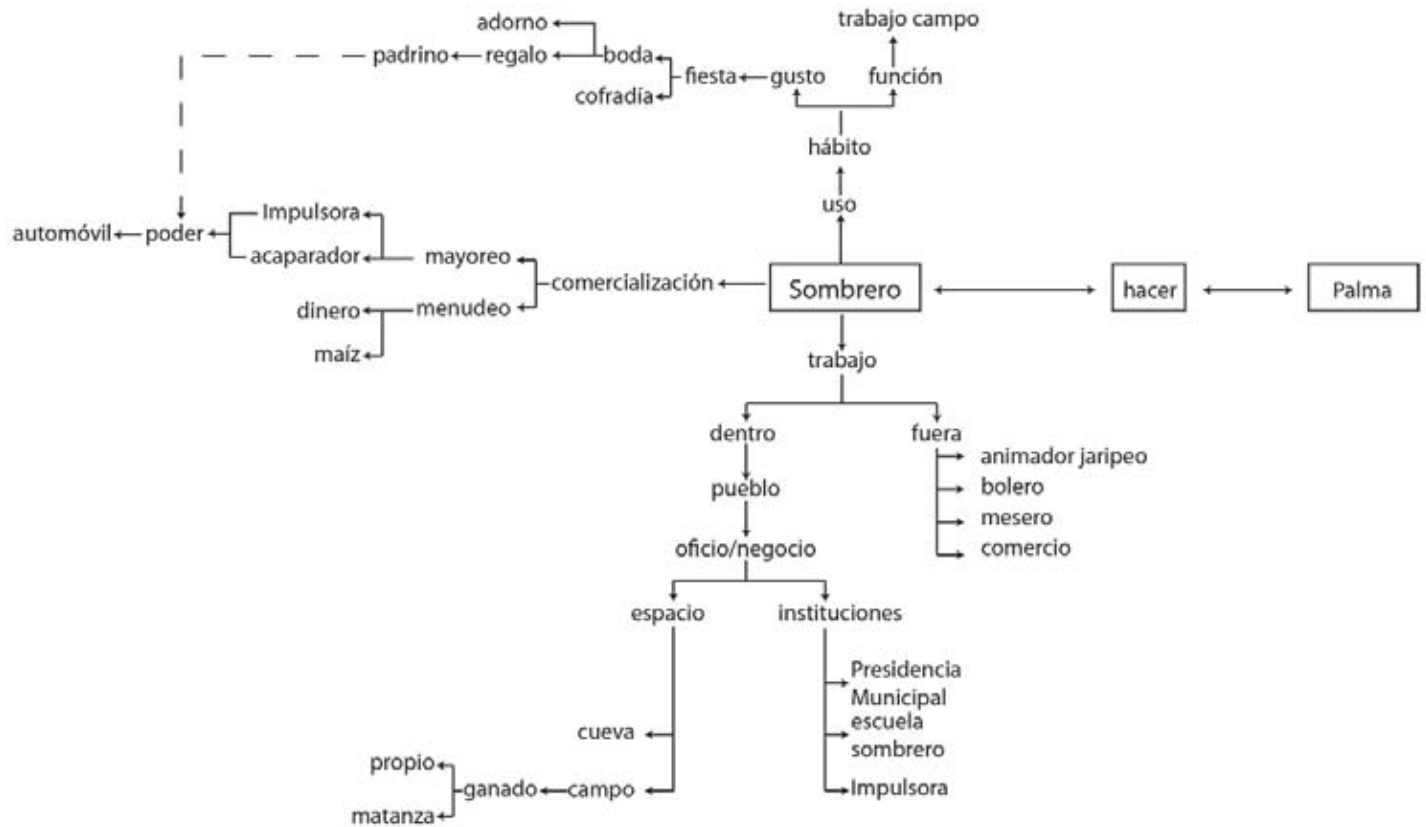 adorno
trabajo campo
padrino
regalo
boda
fiesta
gusto
función
cofradía
hábito
uso
Impulsora
automóvil
poder
acaparador
mayoreo
comercialización
Sombrero
hacer
Palma
dinero
menudeo
maíz
trabajo
dentro
fuera
animador jaripeo
pueblo
bolero
mesero
oficio/negocio
comercio
espacio
instituciones
Presidencia
Municipal
escuela
sombrero
cueva
propio
ganado
campo
Impulsora
matanza